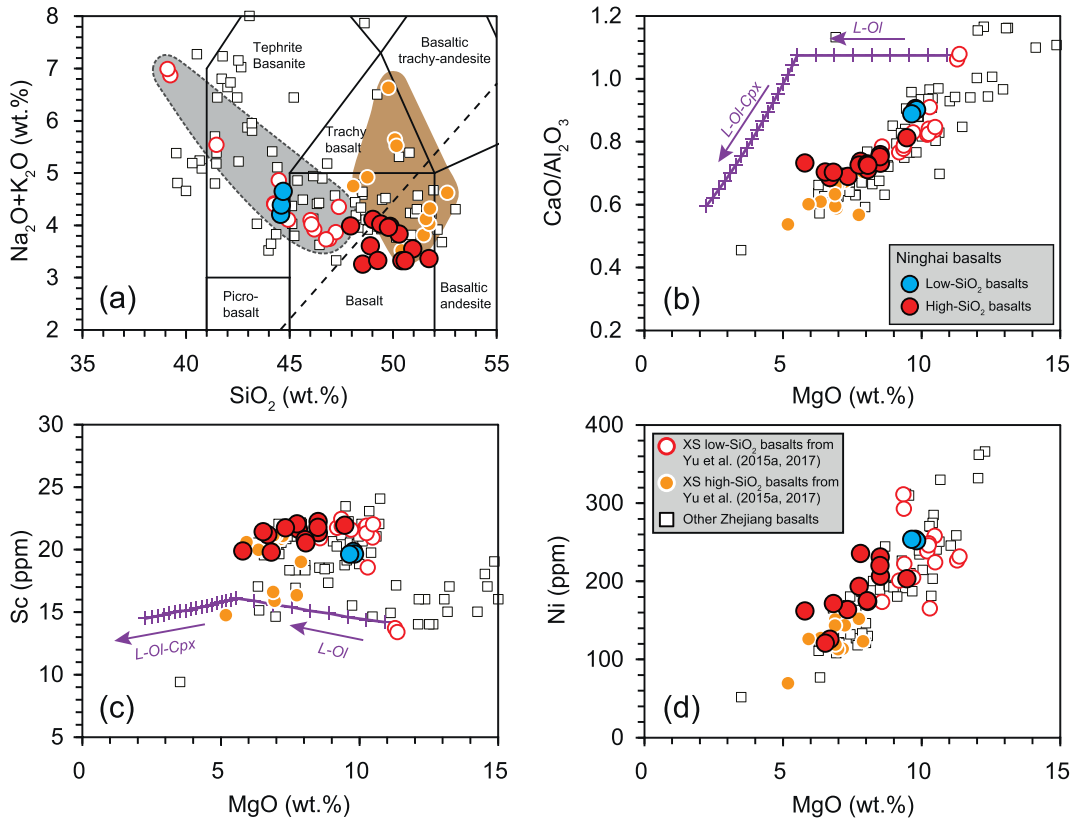 (a)
Na2O+K2O (wt.%)
8
7
6
5
4
3
2
Tephrite
Basanite
Basaltic
trachy-andesite
Trachy
basalt
Picro-
basalt
Basalt
Basaltic
andesite
35 40 45 50 55
SiO2 (wt.%)
(b)
CaO/Al2O3
1.2
1.0
0.8
0.6
0.4
0.2
L-Ol
L-Ol-Cpx
Ninghai basalts
Low-SiO2 basalts
High-SiO2 basalts
0 5 10 15
MgO (wt.%)
(c)
Sc (ppm)
30
25
20
15
10
5
L-Ol-Cpx
L-Ol
0 5 10 15
MgO (wt.%)
(d)
Ni (ppm)
400
300
200
100
0
XS low-SiO2 basalts from
Yu et al. (2015a, 2017)
XS high-SiO2 basalts from
Yu et al. (2015a, 2017)
Other Zhejiang basalts
0 5 10 15
MgO (wt.%)